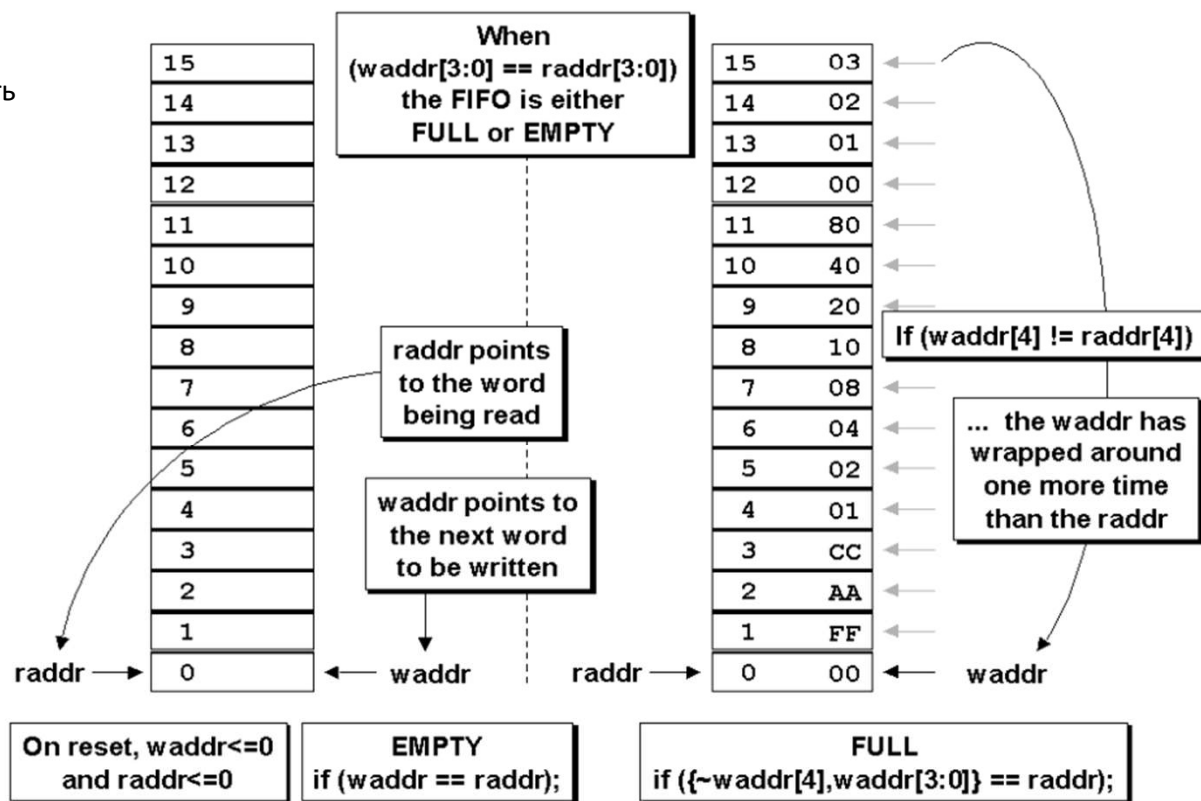 ть
When
(waddr[3:0] == raddr[3:0])
the FIFO is either
FULL or EMPTY
15
14
13
12
11
10
9
8
7
6
5
4
3
2
1
0
raddr points
to the word
being read
waddr points to
the next word
to be written
raddr
waddr
15 03
14 02
13 01
12 00
11 80
10 40
9 20
8 10
7 08
6 04
5 02
4 01
3 CC
2 AA
1 FF
0 00
If (waddr[4] != raddr[4])
... the waddr has
wrapped around
one more time
than the raddr
raddr
waddr
On reset, waddr<=0
and raddr<=0
EMPTY
if (waddr == raddr);
FULL
if ({~waddr[4],waddr[3:0]} == raddr);